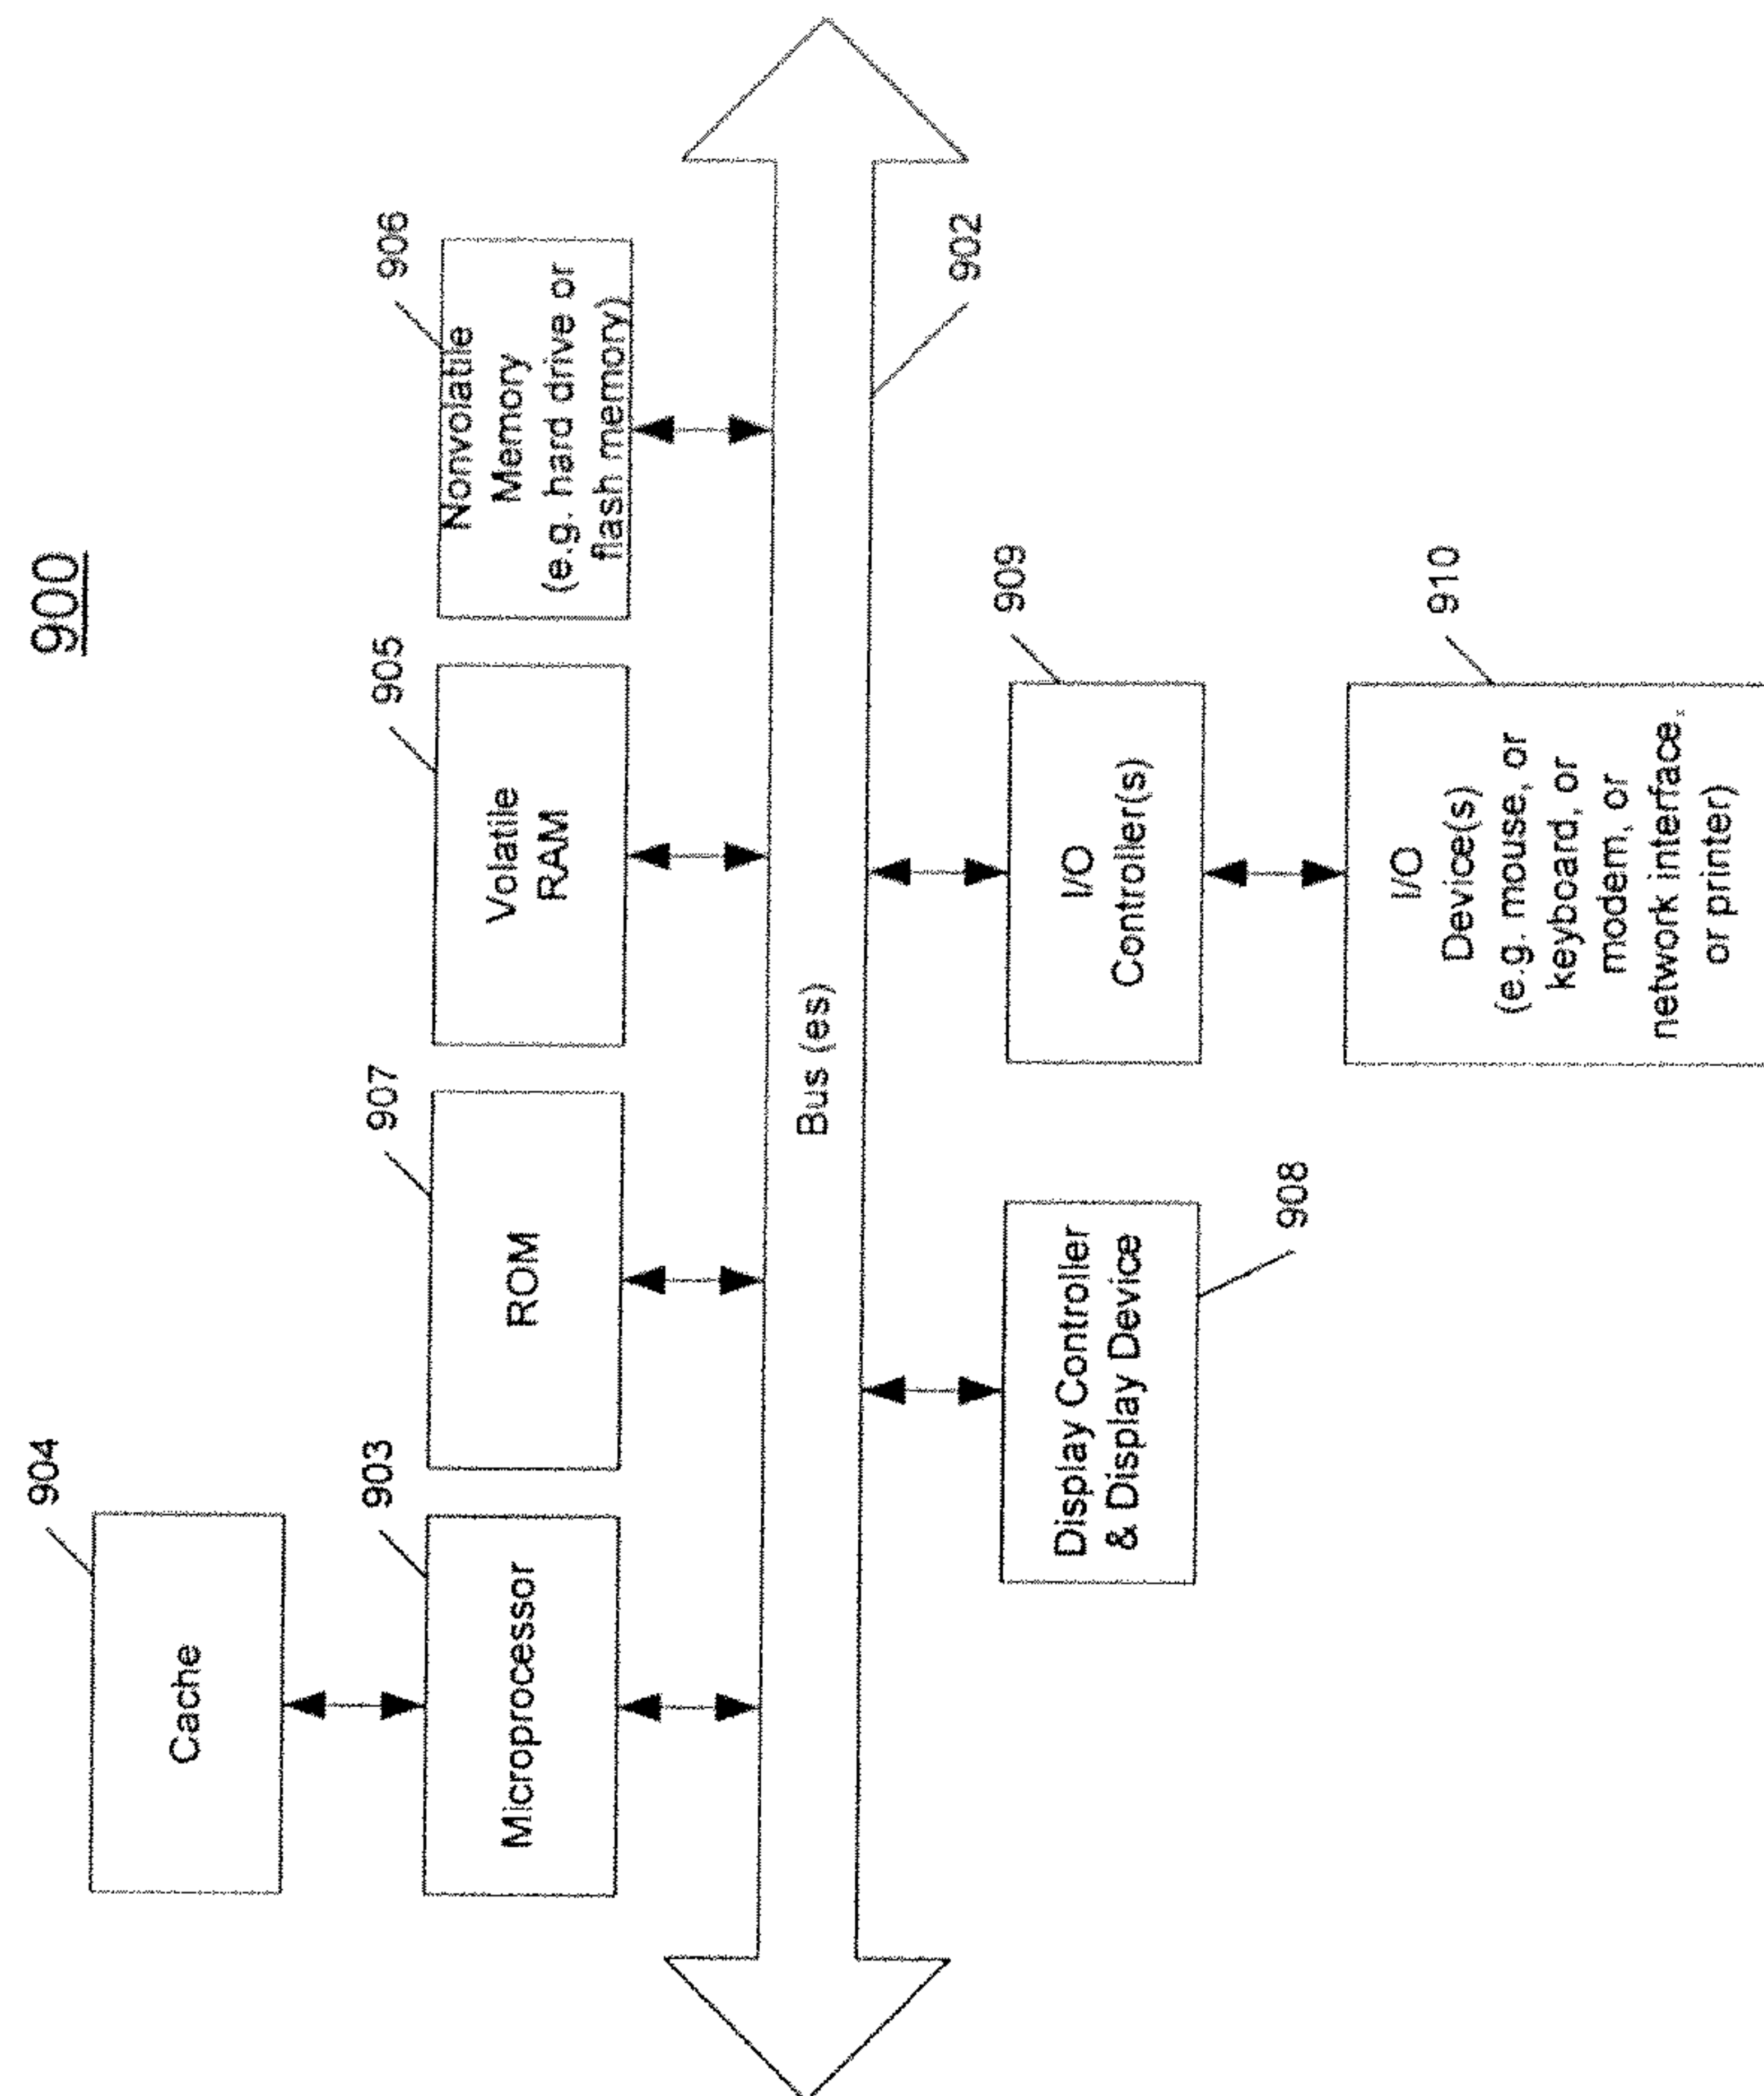 900
904
Cache
903
907
905
906
Microprocessor
ROM
Volatile
RAM
Nonvolatile
Memory
(e.g. hard drive or
flash memory)
Bus (es)
902
Display Controller
& Display Device
908
I/O
Controller(s)
909
I/O
Device(s)
(e.g. mouse, or
keyboard, or
modem, or
network interface,
or printer)
910